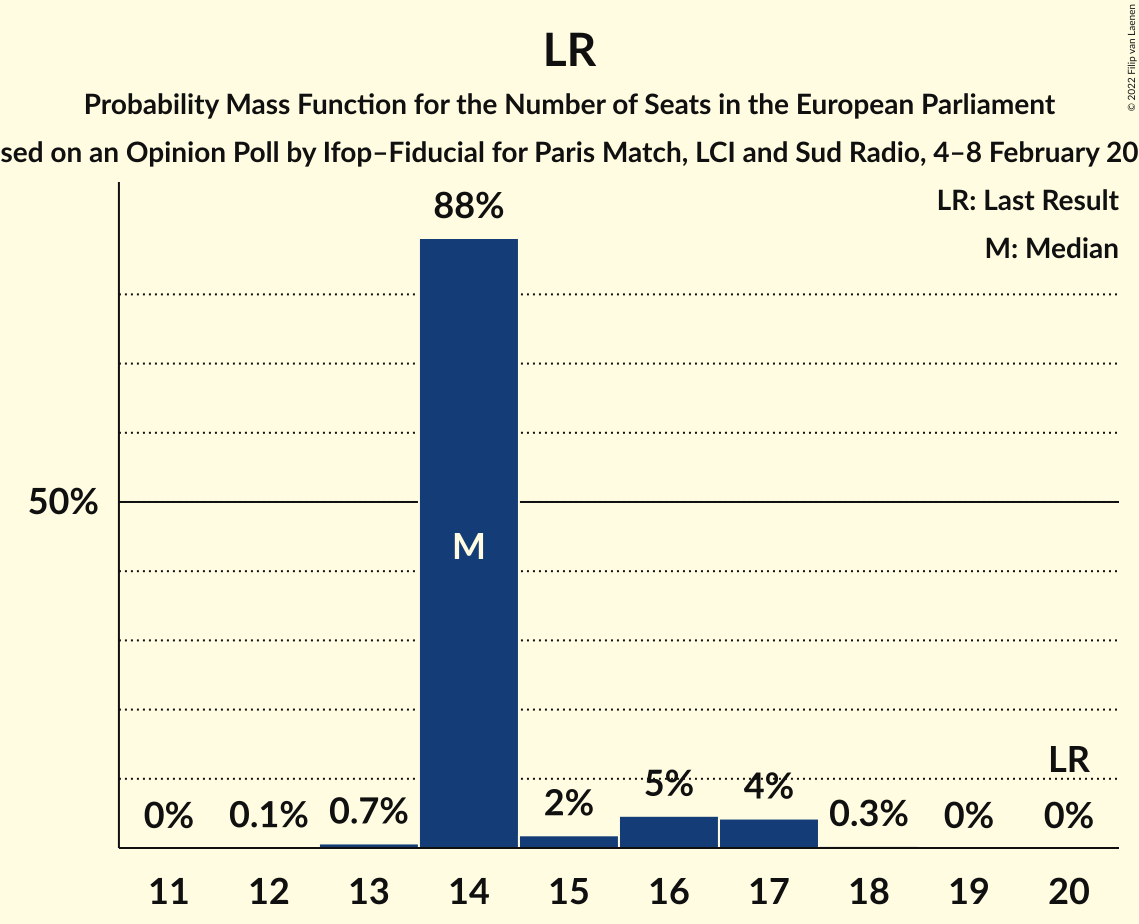 LR
Probability Mass Function for the Number of Seats in the European Parliament
sed on an Opinion Poll by Ifop–Fiducial for Paris Match, LCI and Sud Radio, 4–8 February 20
© 2022 Filip van Laenen
LR: Last Result
M: Median
88%
50%
M
LR
0% 0.1% 0.7% 2% 5% 4% 0.3% 0% 0%
11 12 13 14 15 16 17 18 19 20